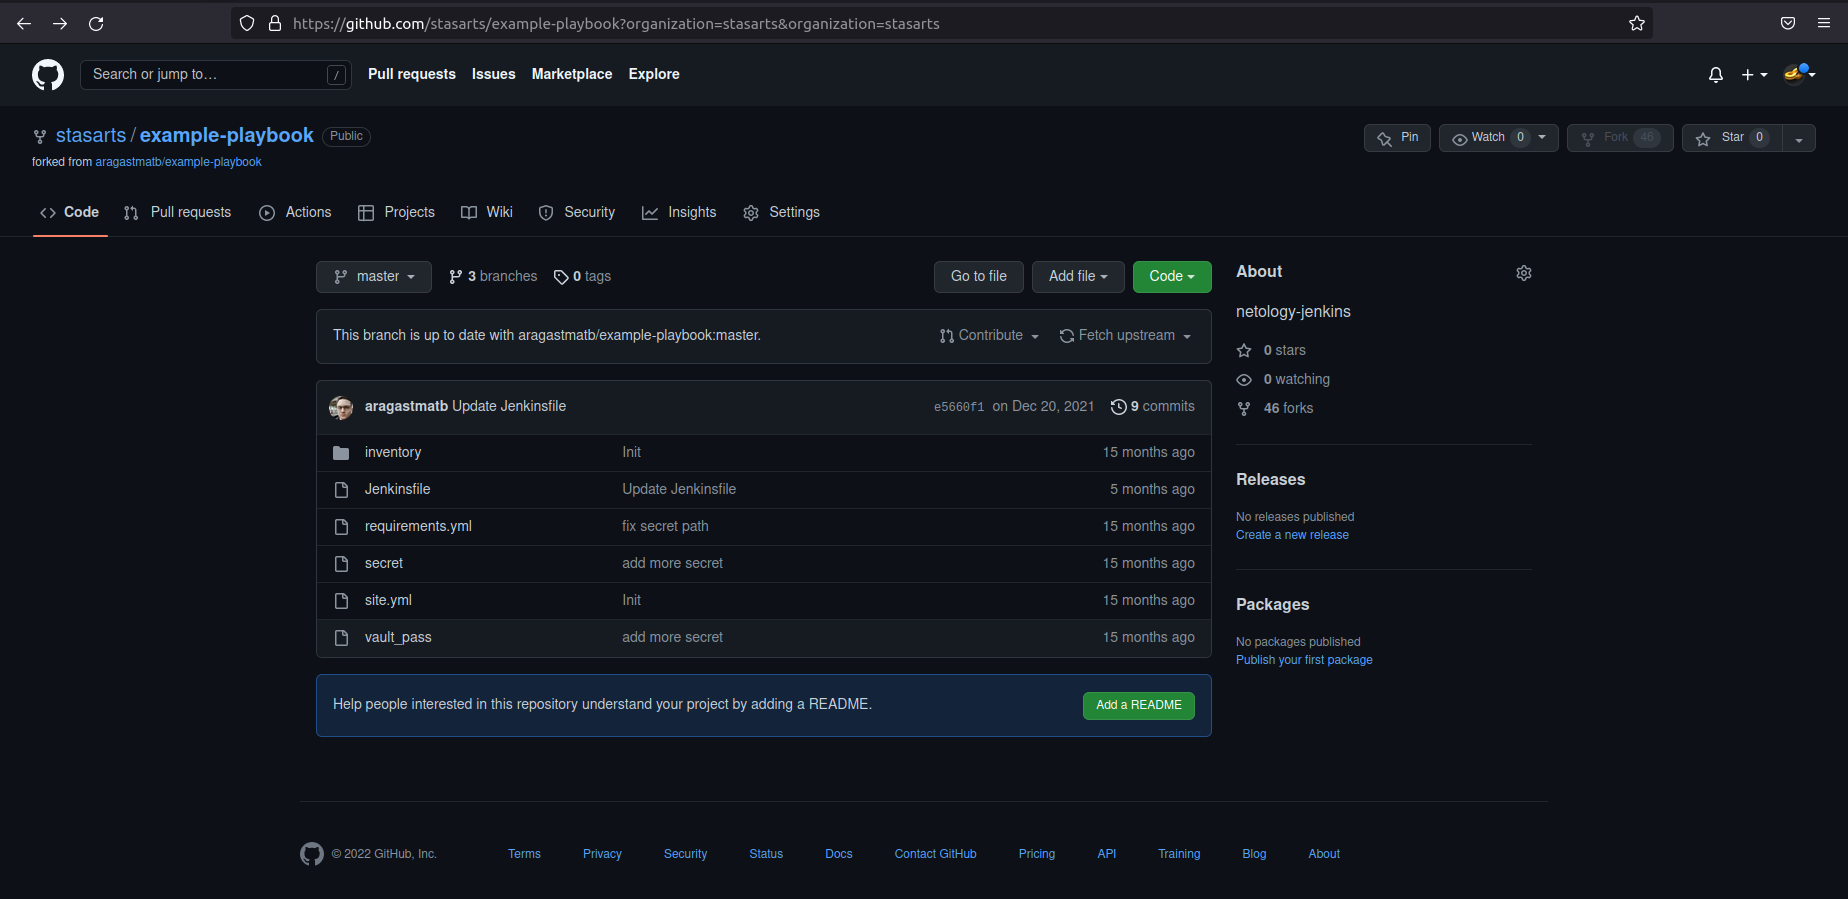 https://github.com/stasarts/example-playbook?organization=stasarts&organization=stasarts
Search or jump to… / Pull requests Issues Marketplace Explore
stasarts / example-playbook Public Pin Watch 0 Fork 46 Star 0
forked from aragastmatb/example-playbook
Code Pull requests Actions Projects Wiki Security Insights Settings
master 3 branches 0 tags Go to file Add file Code
This branch is up to date with aragastmatb/example-playbook:master. Contribute Fetch upstream
aragastmatb Update Jenkinsfile e5660f1 on Dec 20, 2021 9 commits
inventory Init 15 months ago
Jenkinsfile Update Jenkinsfile 5 months ago
requirements.yml fix secret path 15 months ago
secret add more secret 15 months ago
site.yml Init 15 months ago
vault_pass add more secret 15 months ago
Help people interested in this repository understand your project by adding a README. Add a README
About
netology-jenkins
0 stars
0 watching
46 forks
Releases
No releases published
Create a new release
Packages
No packages published
Publish your first package
© 2022 GitHub, Inc. Terms Privacy Security Status Docs Contact GitHub Pricing API Training Blog About